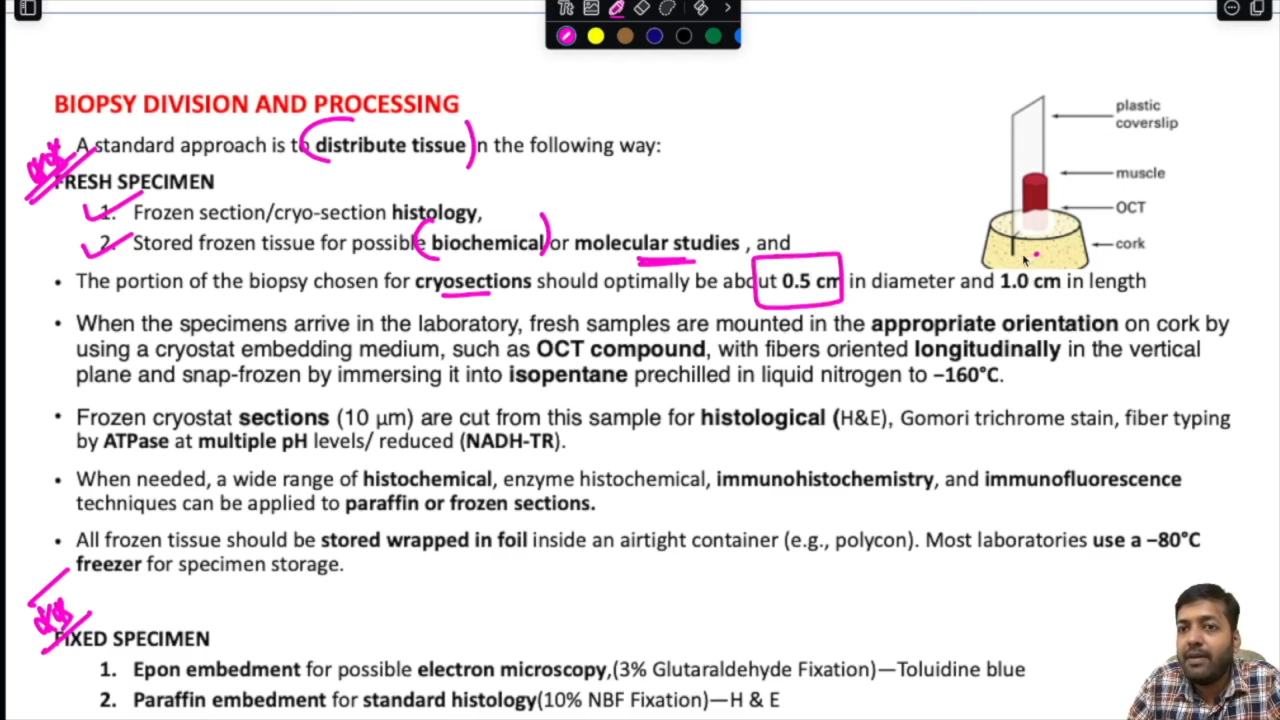 BIOPSY DIVISION AND PROCESSING
A standard approach is to distribute tissue in the following way:
FRESH SPECIMEN
1. Frozen section/cryo-section histology,
2. Stored frozen tissue for possible biochemical or molecular studies , and
• The portion of the biopsy chosen for cryosections should optimally be about 0.5 cm in diameter and 1.0 cm in length
• When the specimens arrive in the laboratory, fresh samples are mounted in the appropriate orientation on cork by
using a cryostat embedding medium, such as OCT compound, with fibers oriented longitudinally in the vertical
plane and snap-frozen by immersing it into isopentane prechilled in liquid nitrogen to −160°C.
• Frozen cryostat sections (10 μm) are cut from this sample for histological (H&E), Gomori trichrome stain, fiber typing
by ATPase at multiple pH levels/ reduced (NADH-TR).
• When needed, a wide range of histochemical, enzyme histochemical, immunohistochemistry, and immunofluorescence
techniques can be applied to paraffin or frozen sections.
• All frozen tissue should be stored wrapped in foil inside an airtight container (e.g., polycon). Most laboratories use a −80°C
freezer for specimen storage.
FIXED SPECIMEN
1. Epon embedment for possible electron microscopy,(3% Glutaraldehyde Fixation)—Toluidine blue
2. Paraffin embedment for standard histology(10% NBF Fixation)—H & E
plastic
coverslip
muscle
OCT
cork